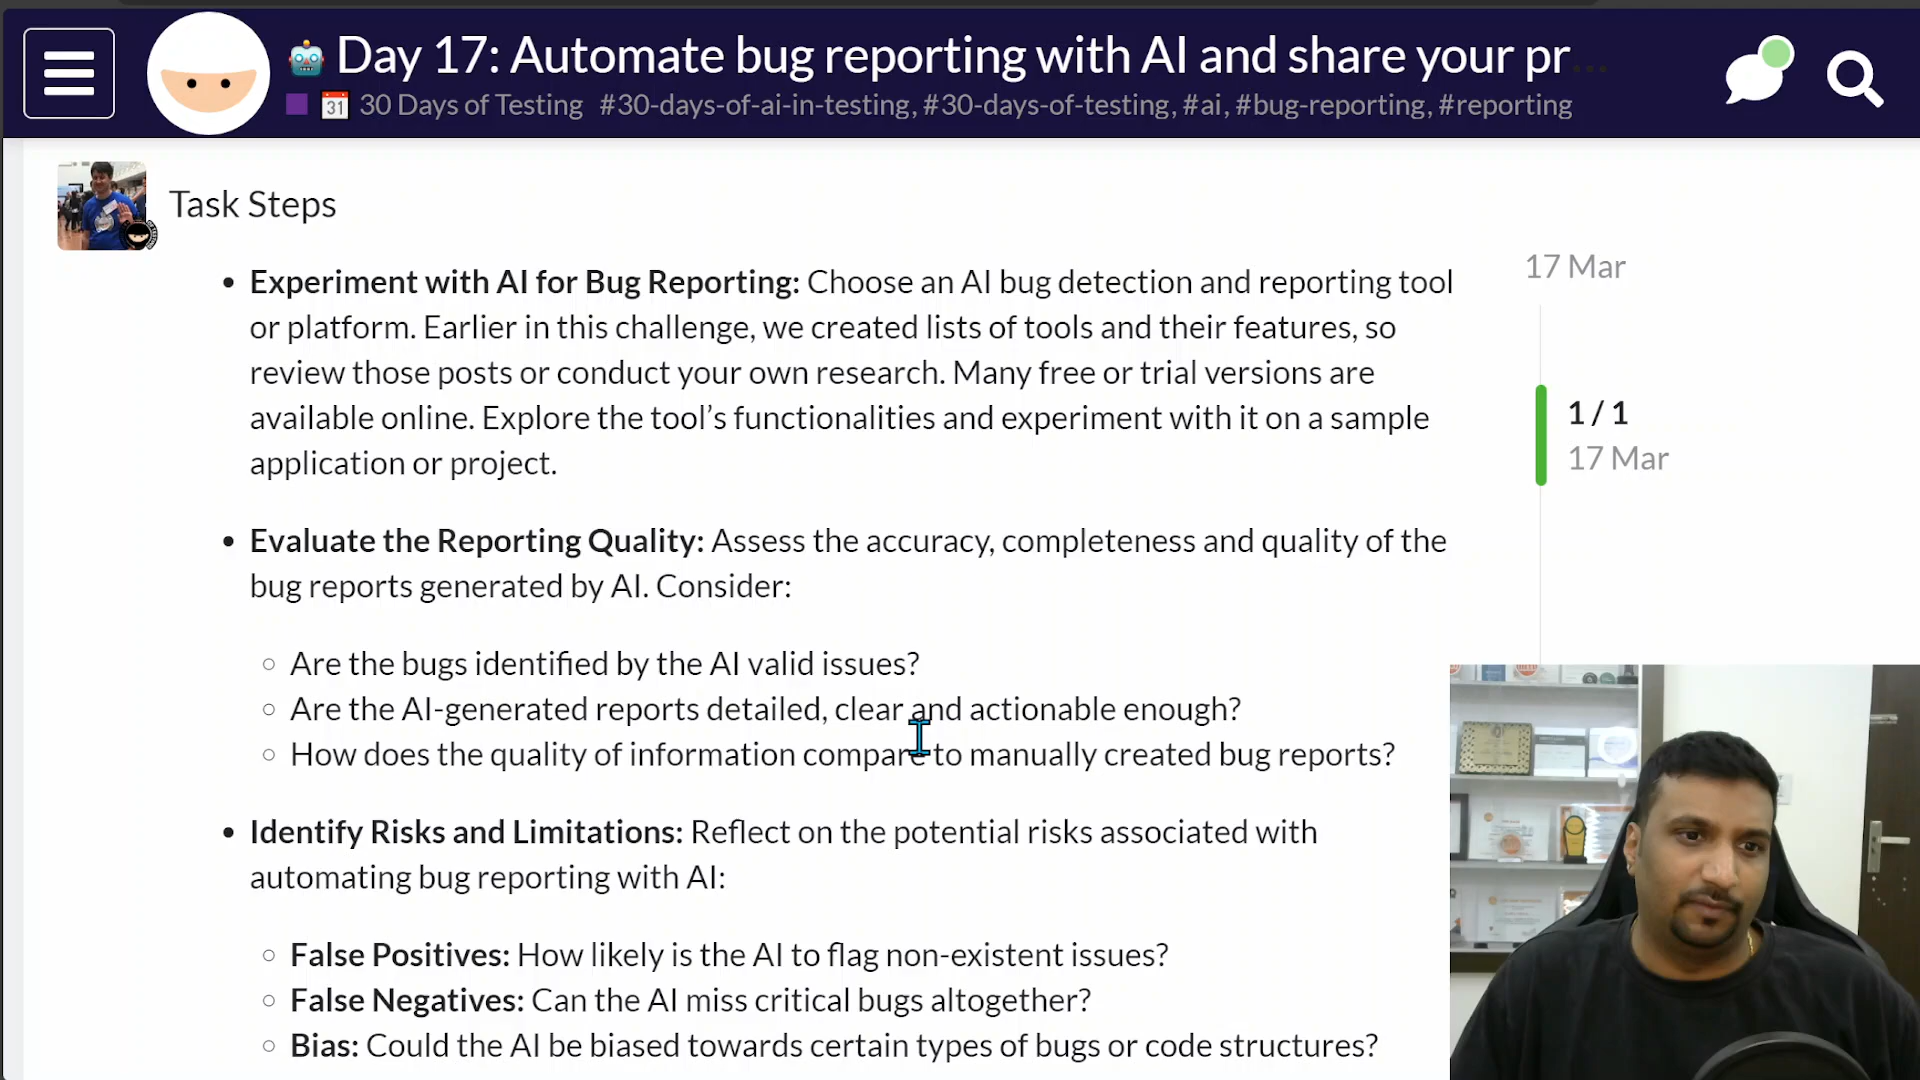 Day 17: Automate bug reporting with AI and share your pr...
31 30 Days of Testing #30-days-of-ai-in-testing, #30-days-of-testing, #ai, #bug-reporting, #reporting
Task Steps
• Experiment with AI for Bug Reporting: Choose an AI bug detection and reporting tool
or platform. Earlier in this challenge, we created lists of tools and their features, so
review those posts or conduct your own research. Many free or trial versions are
available online. Explore the tool’s functionalities and experiment with it on a sample
application or project.
17 Mar
1 / 1
17 Mar
• Evaluate the Reporting Quality: Assess the accuracy, completeness and quality of the
bug reports generated by AI. Consider:
◦ Are the bugs identified by the AI valid issues?
◦ Are the AI-generated reports detailed, clear and actionable enough?
◦ How does the quality of information compare to manually created bug reports?
• Identify Risks and Limitations: Reflect on the potential risks associated with
automating bug reporting with AI:
◦ False Positives: How likely is the AI to flag non-existent issues?
◦ False Negatives: Can the AI miss critical bugs altogether?
◦ Bias: Could the AI be biased towards certain types of bugs or code structures?